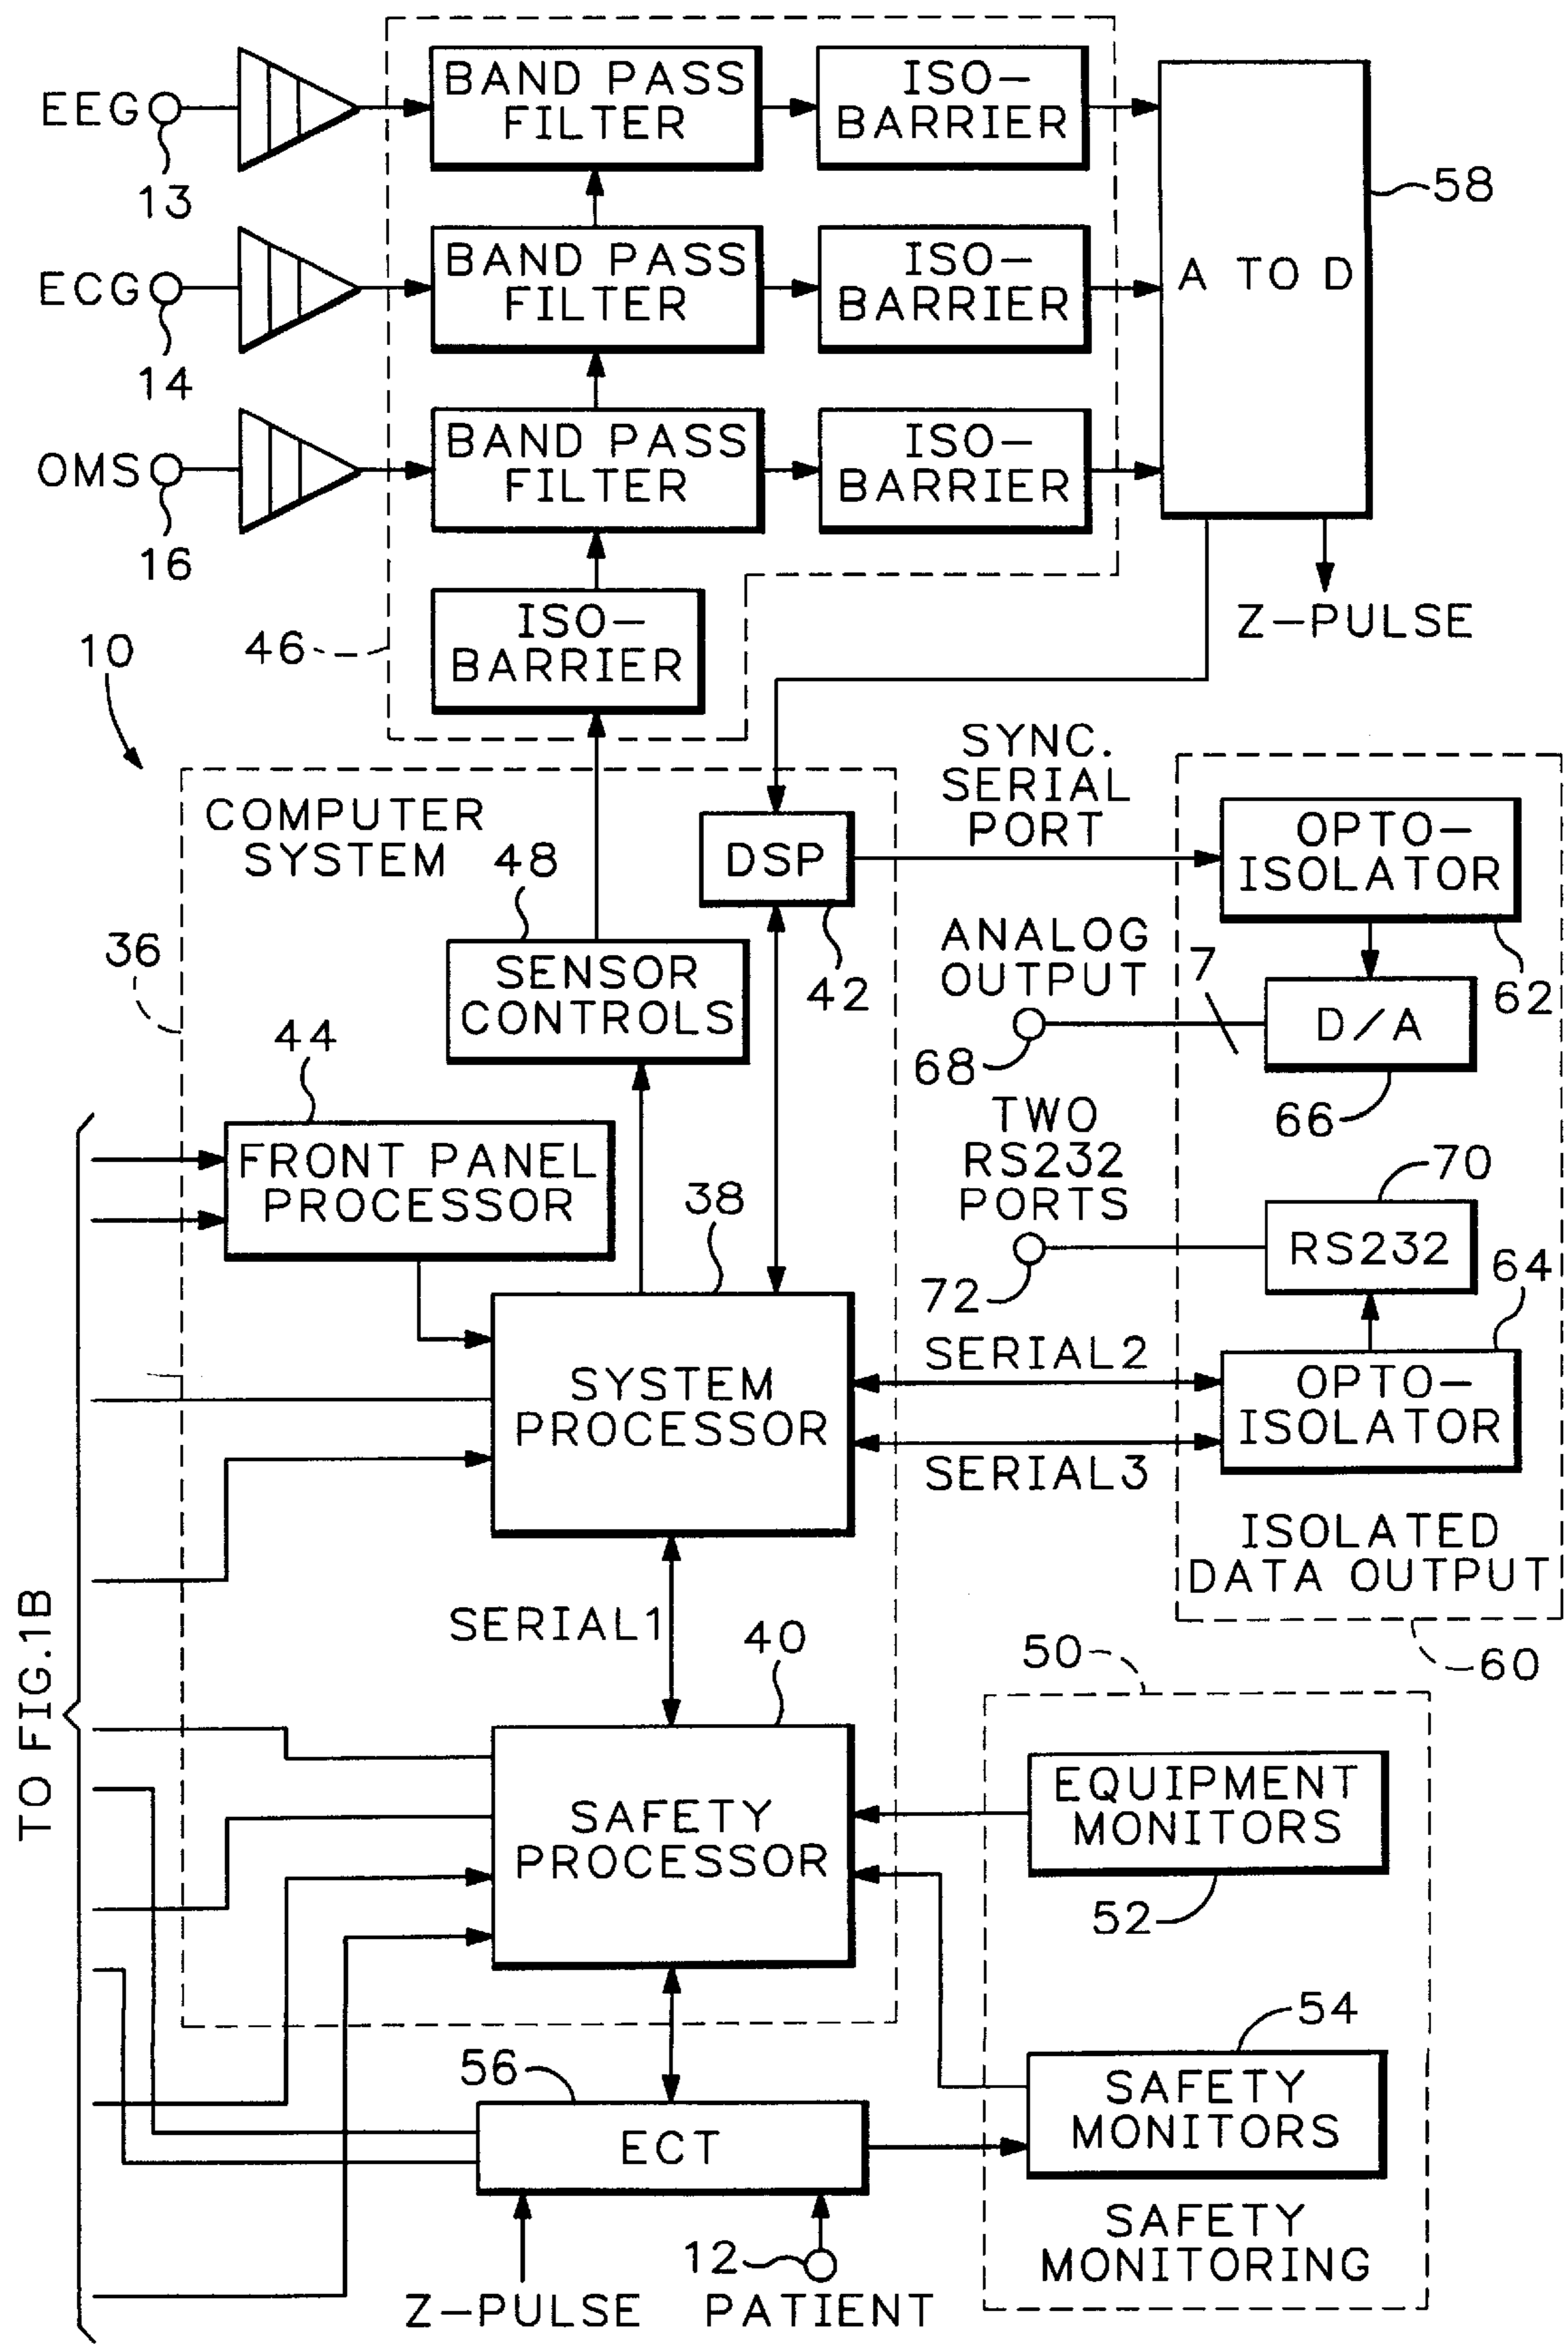 EEG
13
BAND PASS
FILTER
ISO-
BARRIER
58
ECG
14
BAND PASS
FILTER
ISO-
BARRIER
A TO D
OMS
16
BAND PASS
FILTER
ISO-
BARRIER
Z-PULSE
46
ISO-
BARRIER
10
COMPUTER
SYSTEM
36
48
SENSOR
CONTROLS
DSP
42
SYNC.
SERIAL
PORT
OPTO-
ISOLATOR
62
ANALOG
OUTPUT
7
68
D/A
66
44
FRONT PANEL
PROCESSOR
TWO
RS232
PORTS
72
70
RS232
64
38
SYSTEM
PROCESSOR
SERIAL2
SERIAL3
OPTO-
ISOLATOR
ISOLATED
DATA OUTPUT
60
SERIAL1
TO FIG.1B
40
SAFETY
PROCESSOR
50
EQUIPMENT
MONITORS
52
54
SAFETY
MONITORS
SAFETY
MONITORING
56
ECT
12
Z-PULSE
PATIENT